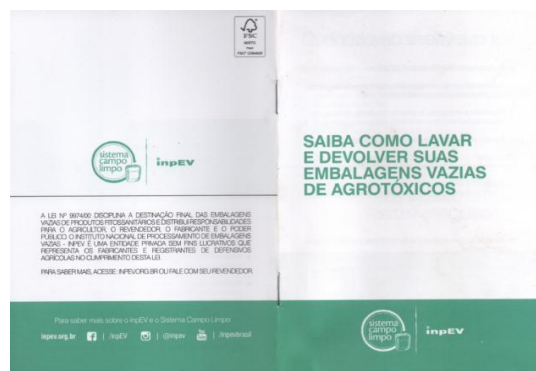 FSC
MISTO
sistema
campo
limpo
inpEV
A LEI Nº 9974/00 DISCIPLINA A DESTINAÇÃO FINAL DAS EMBALAGENS
VAZIAS DE PRODUTOS FITOSSANITÁRIOS E DISTRIBUI RESPONSABILIDADES
PARA O AGRICULTOR, O REVENDEDOR, O FABRICANTE E O PODER
PÚBLICO. O INSTITUTO NACIONAL DE PROCESSAMENTO DE EMBALAGENS
VAZIAS - INPEV É UMA ENTIDADE PRIVADA SEM FINS LUCRATIVOS QUE
REPRESENTA OS FABRICANTES E REGISTRANTES DE DEFENSIVOS
AGRÍCOLAS NO CUMPRIMENTO DESTA LEI.
PARA SABER MAIS, ACESSE: INPEV.ORG.BR OU FALE COM SEU REVENDEDOR.
Para saber mais sobre o inpEV e o Sistema Campo Limpo:
inpev.org.br f | /inpEV | @inpev You Tube | /inpevbrasil
SAIBA COMO LAVAR
E DEVOLVER SUAS
EMBALAGENS VAZIAS
DE AGROTÓXICOS
sistema
campo
limpo
inpEV